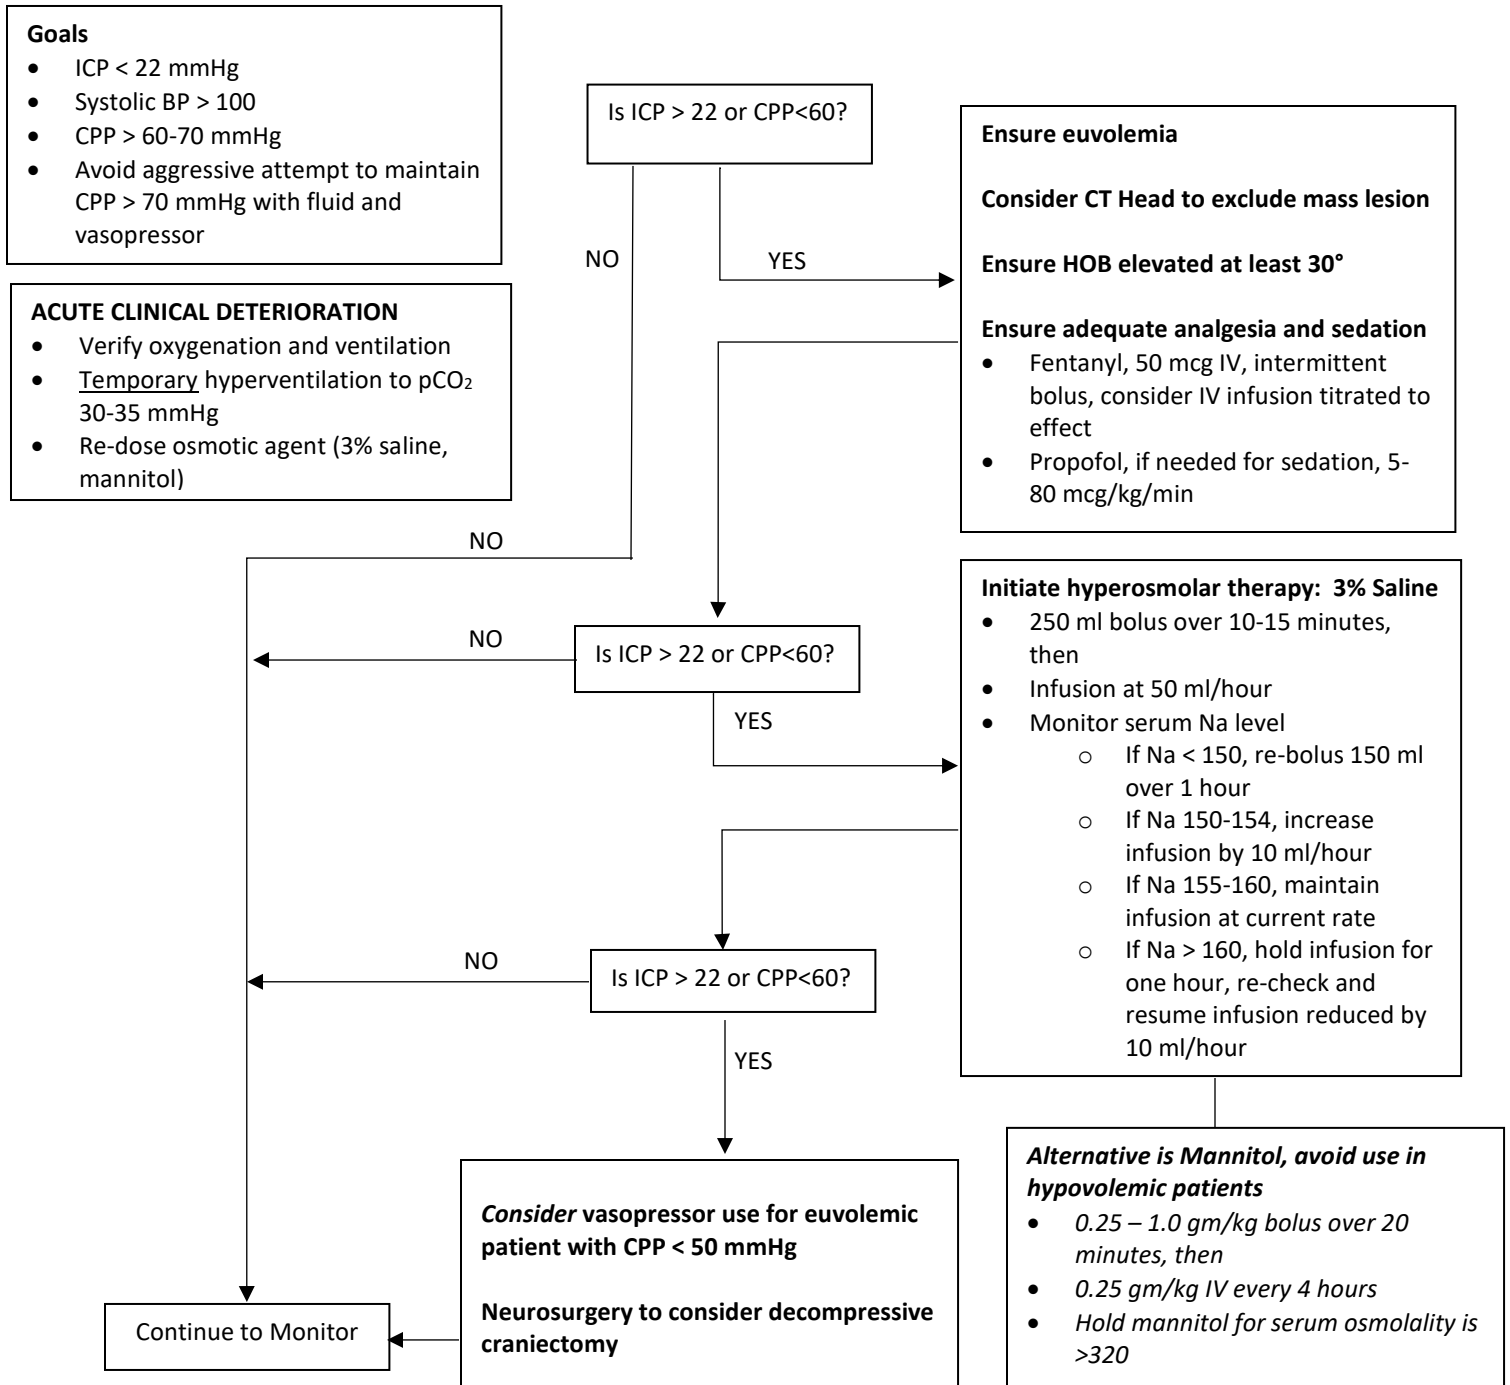 Goals
• ICP < 22 mmHg
• Systolic BP > 100
• CPP > 60-70 mmHg
• Avoid aggressive attempt to maintain
CPP > 70 mmHg with fluid and
vasopressor
ACUTE CLINICAL DETERIORATION
• Verify oxygenation and ventilation
• Temporary hyperventilation to pCO₂
30-35 mmHg
• Re-dose osmotic agent (3% saline,
mannitol)
Is ICP > 22 or CPP<60?
NO
YES
Ensure euvolemia
Consider CT Head to exclude mass lesion
Ensure HOB elevated at least 30°
Ensure adequate analgesia and sedation
• Fentanyl, 50 mcg IV, intermittent
bolus, consider IV infusion titrated to
effect
• Propofol, if needed for sedation, 5-
80 mcg/kg/min
NO
NO
Is ICP > 22 or CPP<60?
YES
Initiate hyperosmolar therapy: 3% Saline
• 250 ml bolus over 10-15 minutes,
then
• Infusion at 50 ml/hour
• Monitor serum Na level
o If Na < 150, re-bolus 150 ml
over 1 hour
o If Na 150-154, increase
infusion by 10 ml/hour
o If Na 155-160, maintain
infusion at current rate
o If Na > 160, hold infusion for
one hour, re-check and
resume infusion reduced by
10 ml/hour
NO
Is ICP > 22 or CPP<60?
YES
Alternative is Mannitol, avoid use in
hypovolemic patients
• 0.25 – 1.0 gm/kg bolus over 20
minutes, then
• 0.25 gm/kg IV every 4 hours
• Hold mannitol for serum osmolality is
>320
Consider vasopressor use for euvolemic
patient with CPP < 50 mmHg
Neurosurgery to consider decompressive
craniectomy
Continue to Monitor